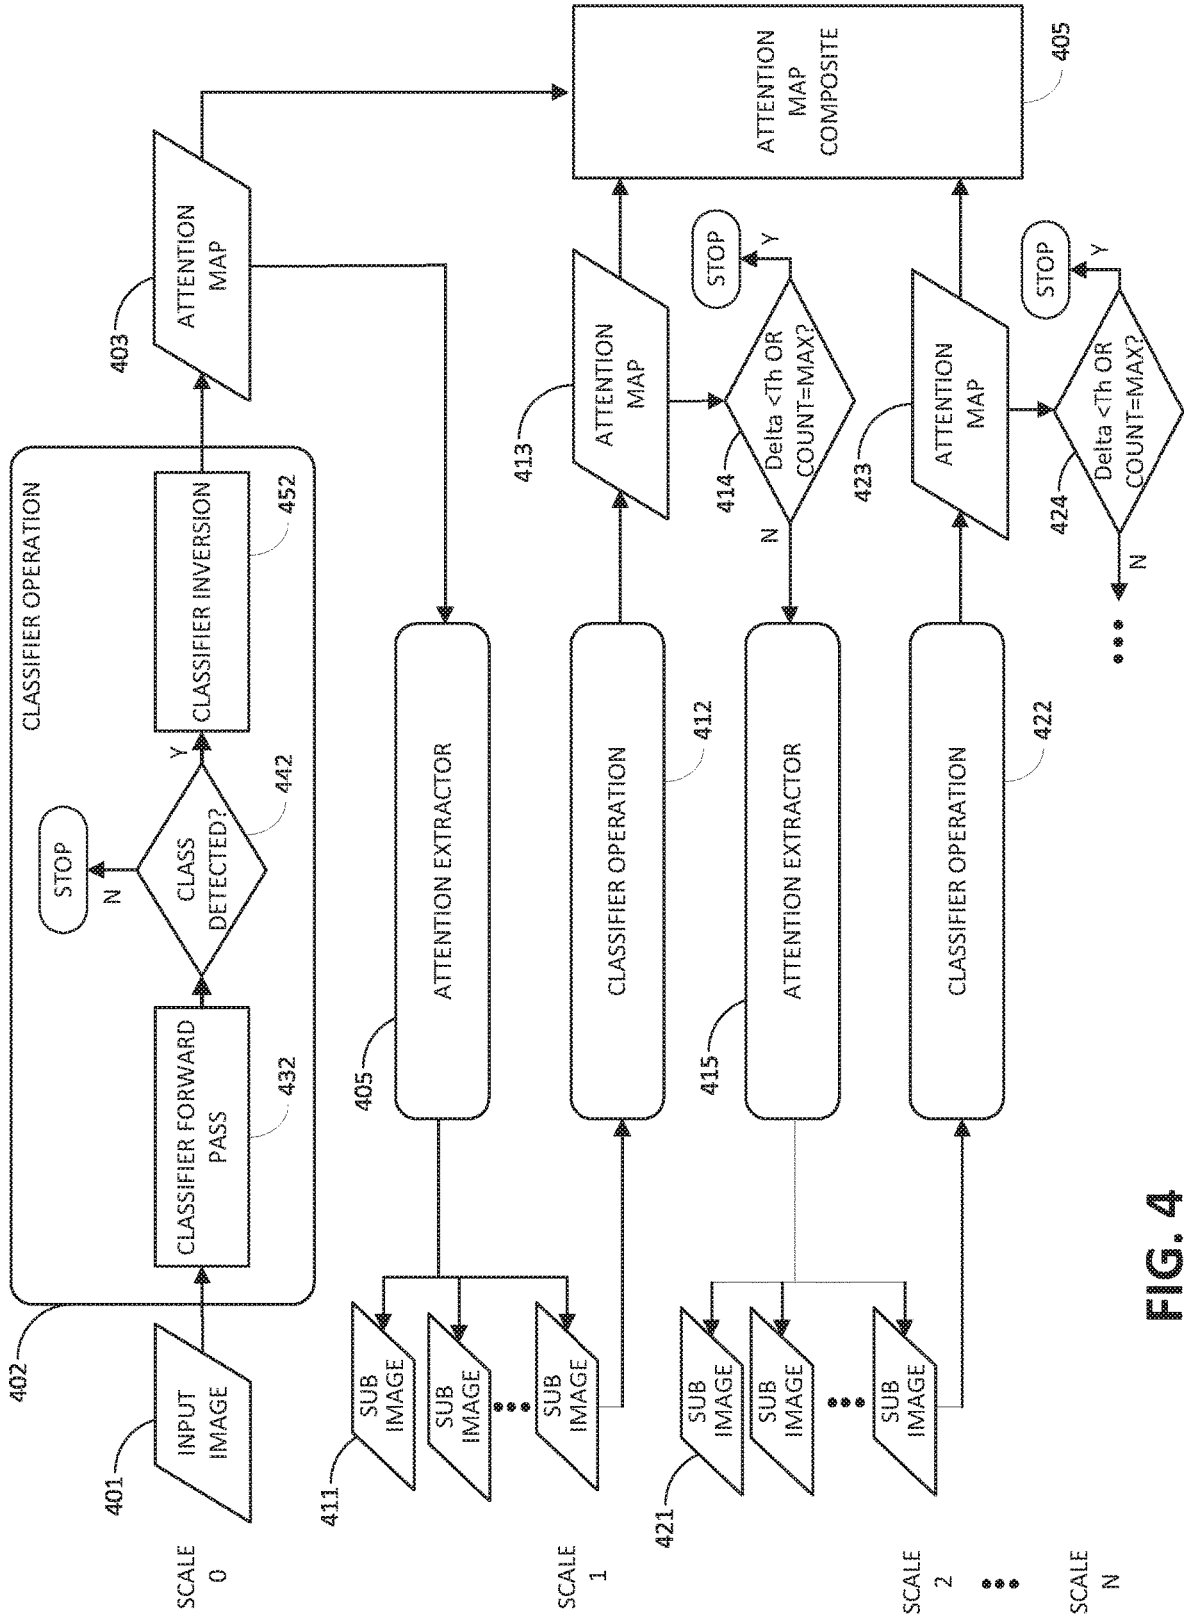 SCALE
0
401
INPUT
IMAGE
402
CLASSIFIER OPERATION
CLASSIFIER FORWARD
PASS
432
STOP
N
CLASS
DETECTED?
442
Y
CLASSIFIER INVERSION
452
403
ATTENTION
MAP
SCALE
1
411
SUB
IMAGE
SUB
IMAGE
SUB
IMAGE
405
ATTENTION EXTRACTOR
CLASSIFIER OPERATION
412
413
ATTENTION
MAP
414
Delta <Th OR
COUNT=MAX?
N
Y
STOP
ATTENTION
MAP
COMPOSITE
405
SCALE
2
421
SUB
IMAGE
SUB
IMAGE
SUB
IMAGE
415
ATTENTION EXTRACTOR
CLASSIFIER OPERATION
422
423
ATTENTION
MAP
424
Delta <Th OR
COUNT=MAX?
N
Y
STOP
SCALE
N
FIG. 4